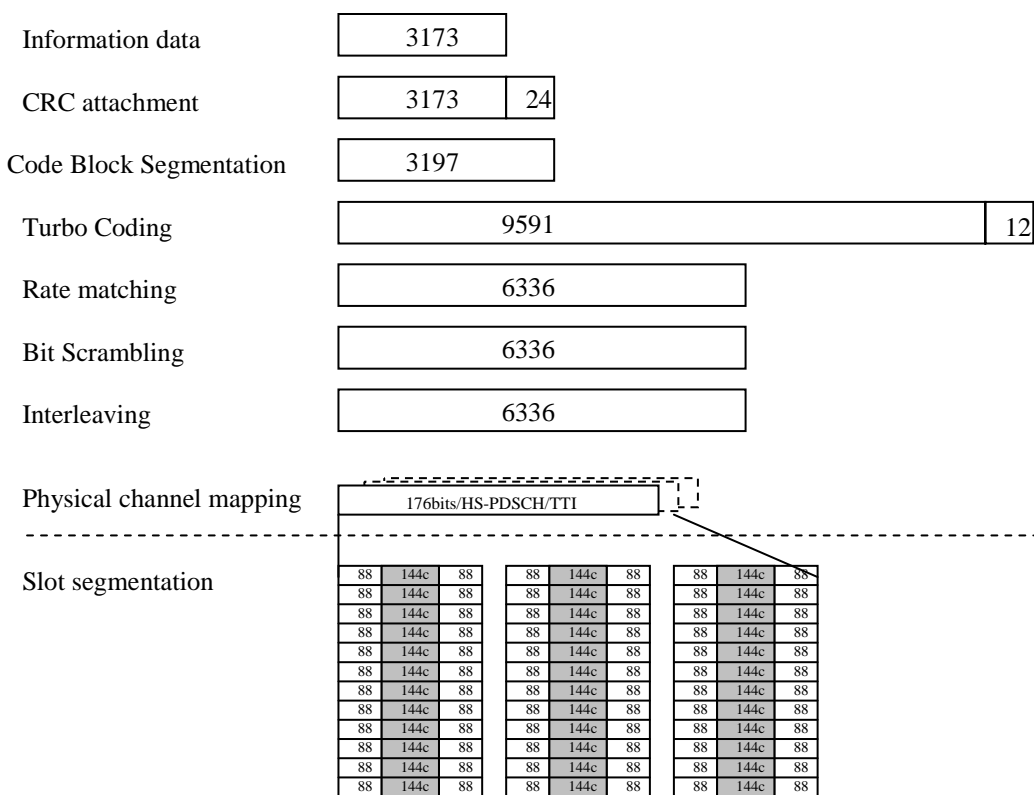 Information data 3173
CRC attachment 3173 24
Code Block Segmentation 3197
Turbo Coding 9591 12
Rate matching 6336
Bit Scrambling 6336
Interleaving 6336
Physical channel mapping 176bits/HS-PDSCH/TTI
Slot segmentation
88 144c 88 88 144c 88 88 144c 88
88 144c 88 88 144c 88 88 144c 88
88 144c 88 88 144c 88 88 144c 88
88 144c 88 88 144c 88 88 144c 88
88 144c 88 88 144c 88 88 144c 88
88 144c 88 88 144c 88 88 144c 88
88 144c 88 88 144c 88 88 144c 88
88 144c 88 88 144c 88 88 144c 88
88 144c 88 88 144c 88 88 144c 88
88 144c 88 88 144c 88 88 144c 88
88 144c 88 88 144c 88 88 144c 88
88 144c 88 88 144c 88 88 144c 88